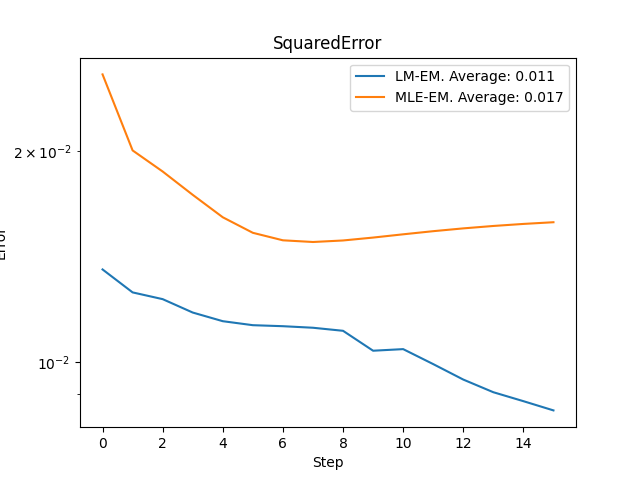 SquaredError
LM-EM. Average: 0.011
MLE-EM. Average: 0.017
2 × 10⁻²
10⁻²
0 2 4 6 8 10 12 14
Step